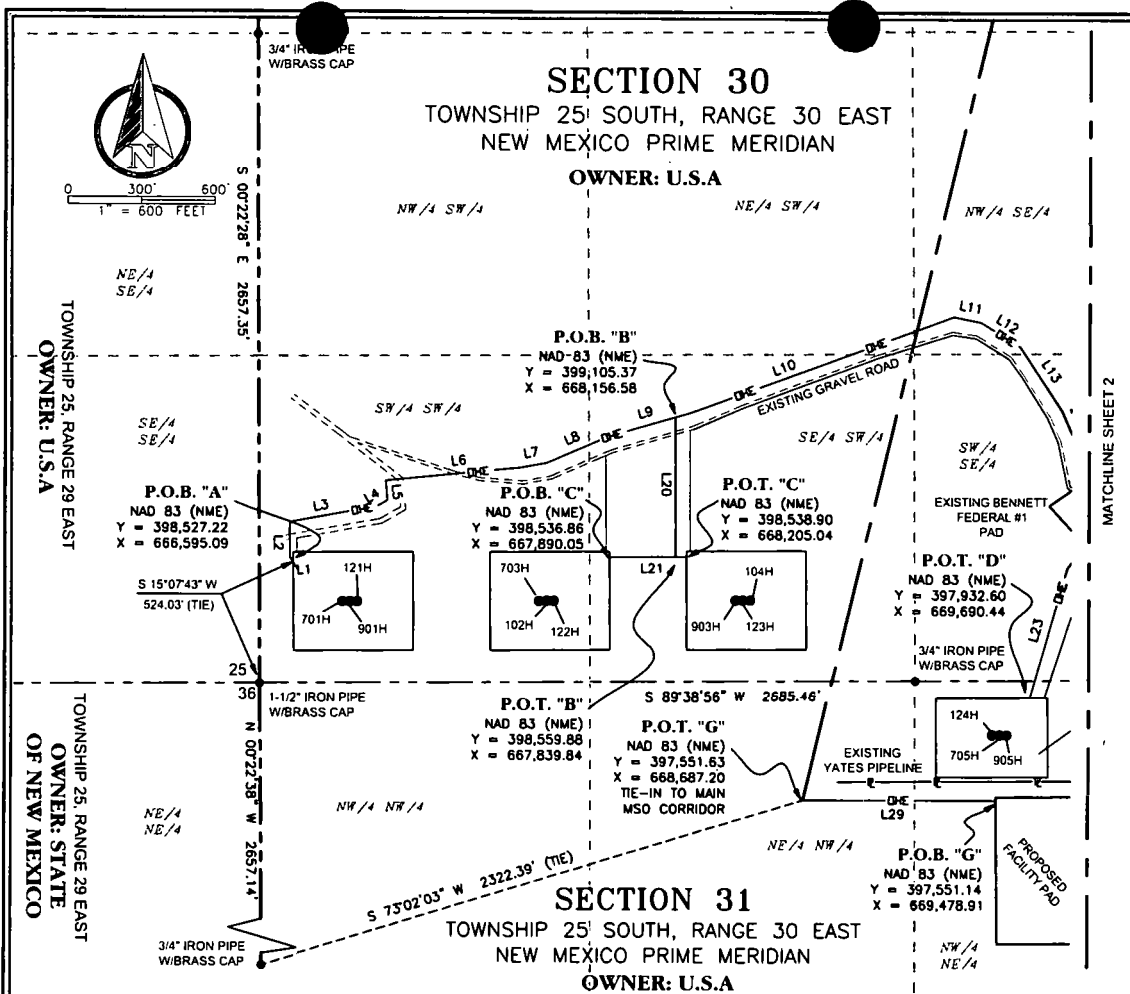 3/4" IRON PIPE
W/BRASS CAP
SECTION 30
TOWNSHIP 25 SOUTH, RANGE 30 EAST
NEW MEXICO PRIME MERIDIAN
OWNER: U.S.A
N
0 300' 600'
1" = 600 FEET
S 00°22'28" E 2657.35'
NW/4 SW/4
NE/4 SW/4
NW/4 SE/4
NE/4
SE/4
TOWNSHIP 25, RANGE 29 EAST
OWNER: U.S.A
SE/4
SE/4
P.O.B. "B"
NAD-83 (NME)
Y = 399,105.37
X = 668,156.58
L11
L12
L13
OHE
L10
OHE
EXISTING GRAVEL ROAD
L9
OHE
L8
L7
OHE
L6
SW/4 SW/4
SE/4 SW/4
SW/4
SE/4
MATCHLINE SHEET 2
P.O.B. "A"
NAD 83 (NME)
Y = 398,527.22
X = 666,595.09
L3
OHE
L4
L5
L2
L1
P.O.B. "C"
NAD 83 (NME)
Y = 398,536.86
X = 667,890.05
L20
L21
P.O.T. "C"
NAD 83 (NME)
Y = 398,538.90
X = 668,205.04
EXISTING BENNETT
FEDERAL #1
PAD
P.O.T. "D"
NAD 83 (NME)
Y = 397,932.60
X = 669,690.44
OHE
L23
S 15°07'43" W
524.03' (TIE)
121H
701H
901H
703H
102H
122H
104H
903H
123H
3/4" IRON PIPE
W/BRASS CAP
25
36
1-1/2" IRON PIPE
W/BRASS CAP
S 89°38'56" W 2685.46'
P.O.T. "B"
NAD 83 (NME)
Y = 398,559.88
X = 667,839.84
P.O.T. "G"
NAD 83 (NME)
Y = 397,551.63
X = 668,687.20
TIE-IN TO MAIN
MSO CORRIDOR
124H
705H
905H
EXISTING
YATES PIPELINE
OHE
L29
TOWNSHIP 25, RANGE 29 EAST
OWNER: STATE
OF NEW MEXICO
N 00°22'38" W 2657.14'
NE/4
NE/4
NW/4 NW/4
NE/4 NW/4
P.O.B. "G"
NAD 83 (NME)
Y = 397,551.14
X = 669,478.91
PROPOSED
FACILITY PAD
S 73°02'03" W 2322.39' (TIE)
SECTION 31
TOWNSHIP 25 SOUTH, RANGE 30 EAST
NEW MEXICO PRIME MERIDIAN
OWNER: U.S.A
3/4" IRON PIPE
W/BRASS CAP
NW/4
NE/4